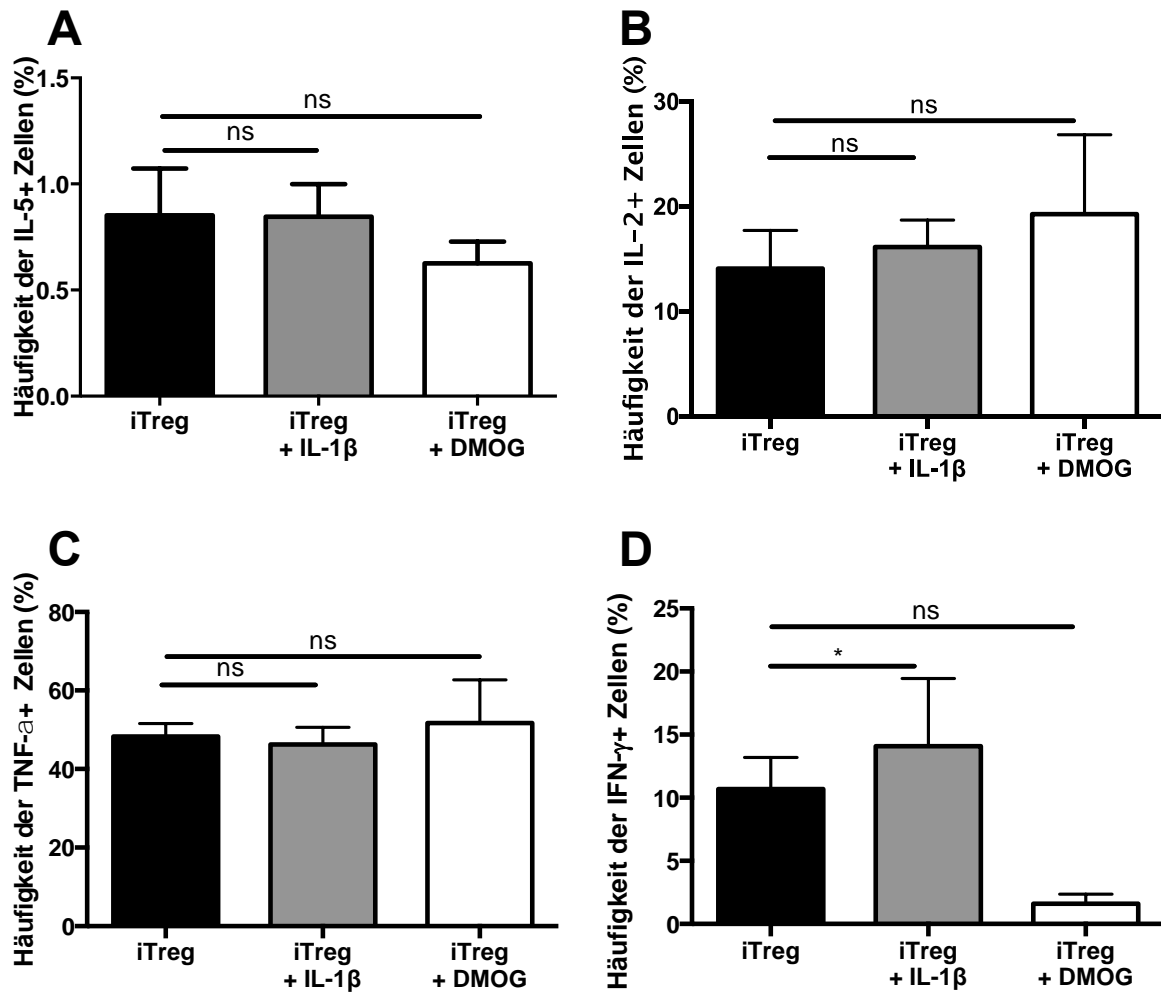 A
Häufigkeit der IL-5+ Zellen (%)
1.5
1.0
0.5
0.0
ns
ns
iTreg
iTreg
+ IL-1β
iTreg
+ DMOG
B
Häufigkeit der IL-2+ Zellen (%)
30
20
10
0
ns
ns
iTreg
iTreg
+ IL-1β
iTreg
+ DMOG
C
Häufigkeit der TNF-a+ Zellen (%)
80
60
40
20
0
ns
ns
iTreg
iTreg
+ IL-1β
iTreg
+ DMOG
D
Häufigkeit der IFN-γ+ Zellen (%)
25
20
15
10
5
0
ns
*
iTreg
iTreg
+ IL-1β
iTreg
+ DMOG